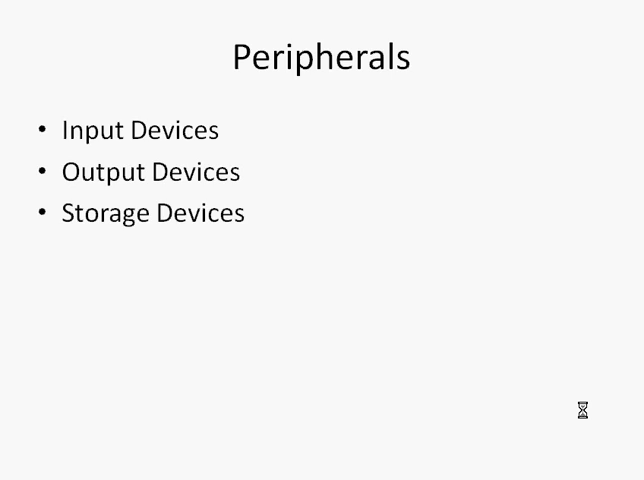 Peripherals
• Input Devices
• Output Devices
• Storage Devices